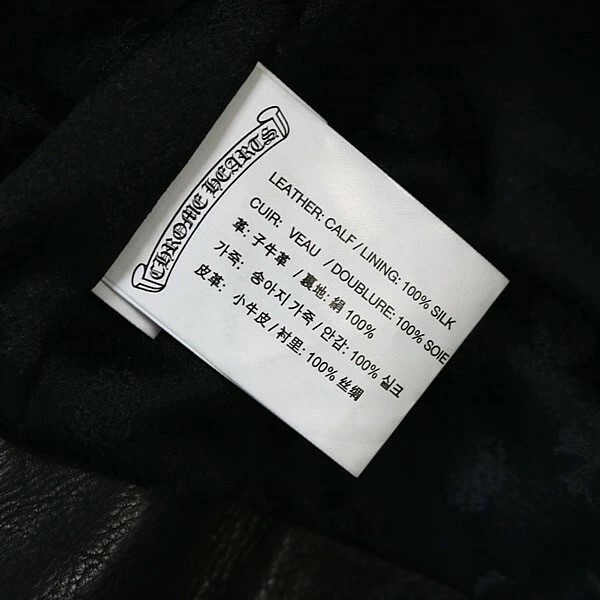 CHROME HEARTS
LEATHER: CALF / LINING: 100% SILK
CUIR: VEAU / DOUBLURE: 100% SOIE
革: 子牛革 / 裏地: 絹 100%
가죽: 송아지 가죽 / 안감: 100% 실크
皮革: 小牛皮 / 衬里: 100% 丝绸